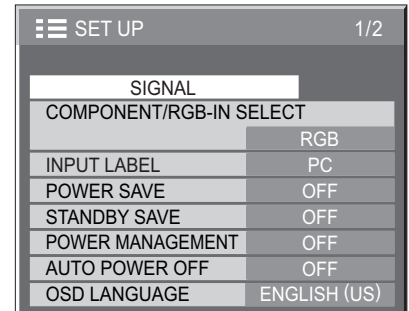 SET UP 1/2
SIGNAL
COMPONENT/RGB-IN SELECT
RGB
INPUT LABEL PC
POWER SAVE OFF
STANDBY SAVE OFF
POWER MANAGEMENT OFF
AUTO POWER OFF OFF
OSD LANGUAGE ENGLISH (US)